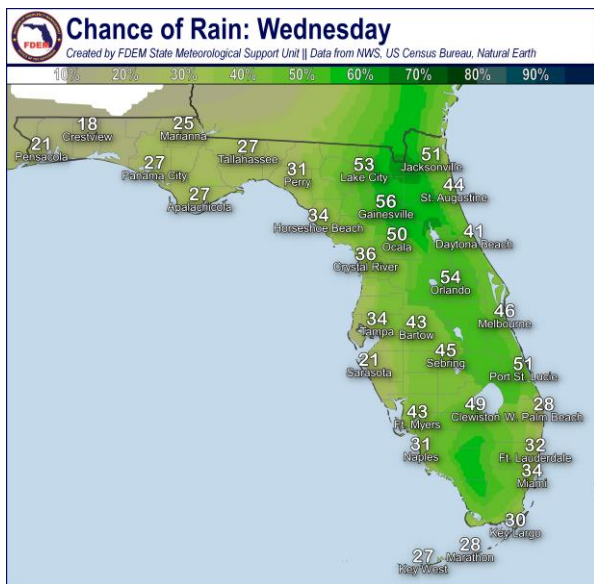 Chance of Rain: Wednesday
FDEM
Created by FDEM State Meteorological Support Unit || Data from NWS, US Census Bureau, Natural Earth
10% 20% 30% 40% 50% 60% 70% 80% 90%
18
Crestview
25
Marianna
21
Pensacola
27
Tallahassee
27
Panama City
31
Perry
53
Lake City
51
Jacksonville
27
Apalachicola
44
St. Augustine
56
Gainesville
34
Horseshoe Beach
50
Ocala
41
Daytona Beach
36
Crystal River
54
Orlando
46
Melbourne
34
Tampa
43
Bartow
45
Sebring
21
Sarasota
51
Port St. Lucie
43
Ft. Myers
49
Clewiston
28
W. Palm Beach
31
Naples
32
Ft. Lauderdale
34
Miami
30
Key Largo
28
Marathon
27
Key West